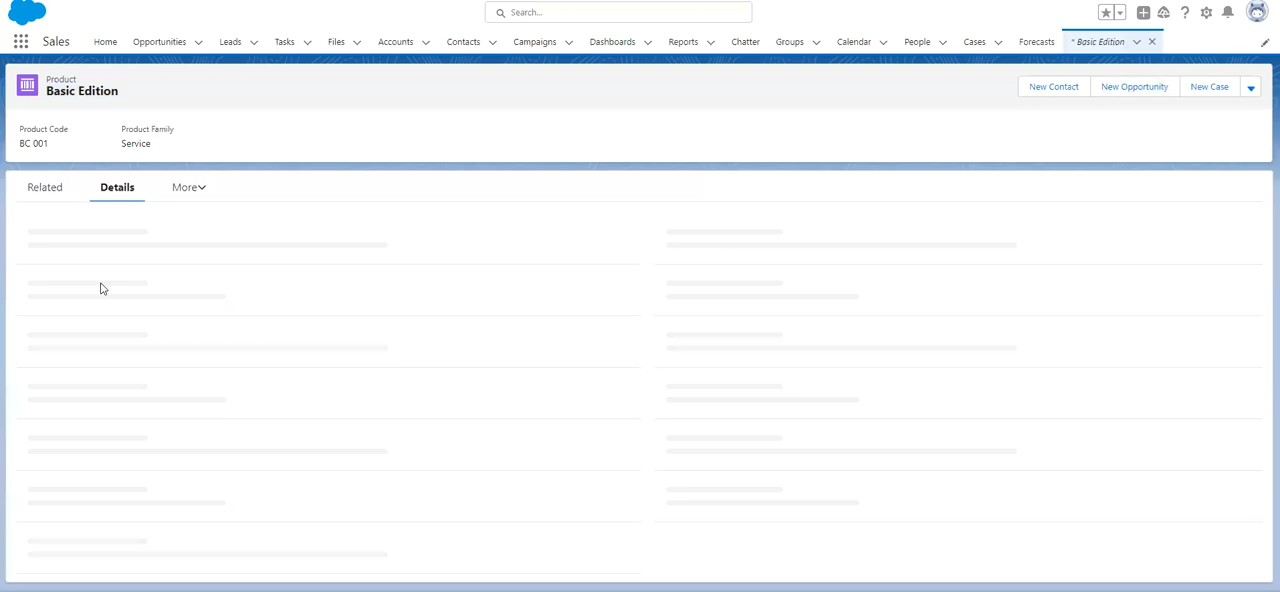 Search...
Sales Home Opportunities Leads Tasks Files Accounts Contacts Campaigns Dashboards Reports Chatter Groups Calendar People Cases Forecasts * Basic Edition
Product
Basic Edition
New Contact New Opportunity New Case
Product Code Product Family
BC 001 Service
Related Details More